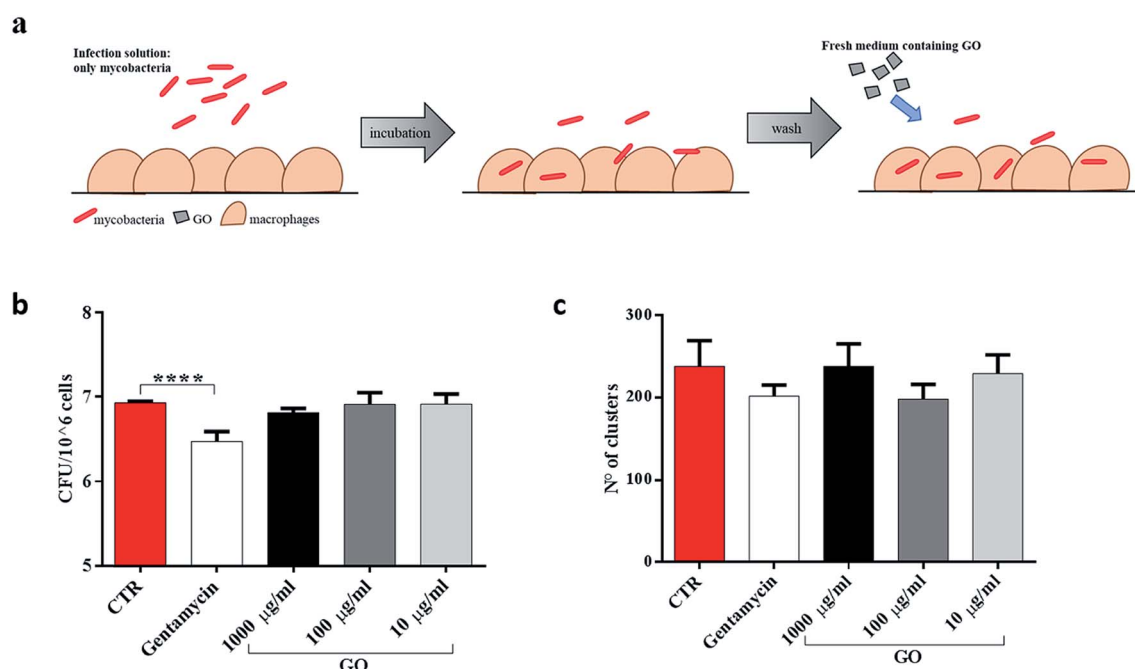 a
Infection solution:
only mycobacteria
incubation
wash
Fresh medium containing GO
mycobacteria GO macrophages
b
CFU/10^6 cells
8
7
6
5
****
CTR
Gentamycin
1000 µg/ml
100 µg/ml
10 µg/ml
GO
c
N° of clusters
300
200
100
0
CTR
Gentamycin
1000 µg/ml
100 µg/ml
10 µg/ml
GO